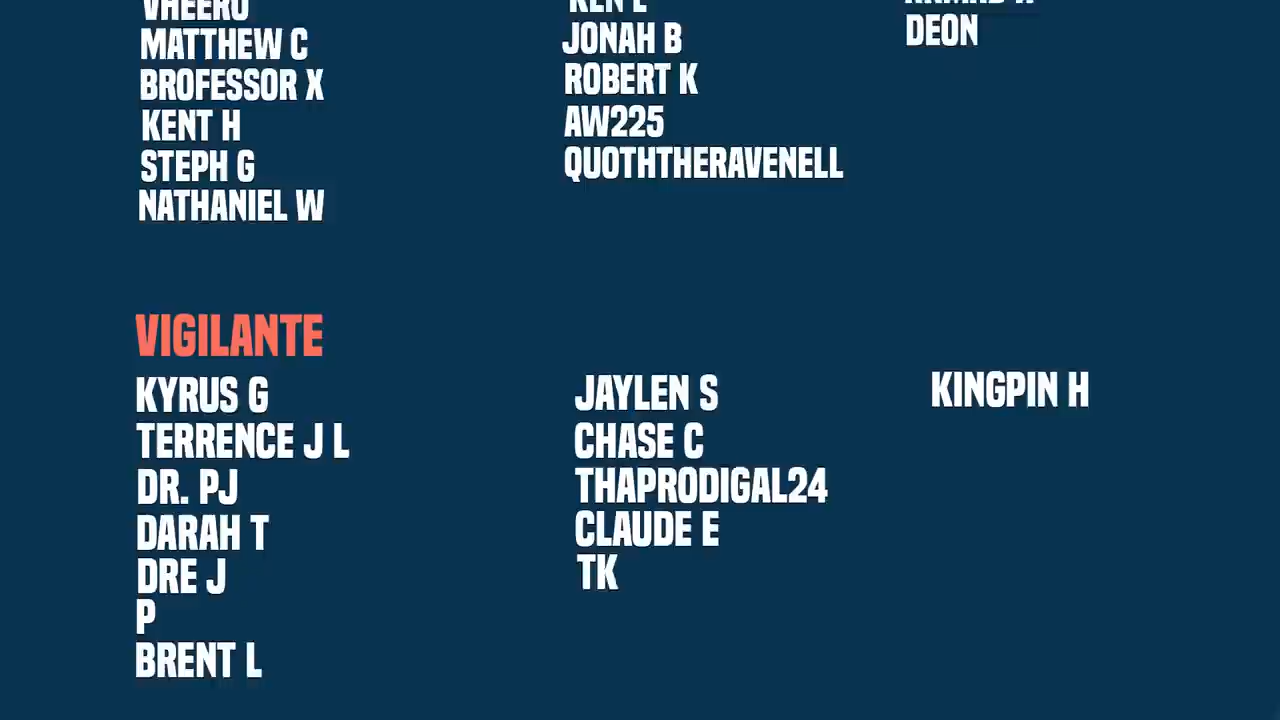 MATTHEW C
BROFESSOR X
KENT H
STEPH G
NATHANIEL W
JONAH B
ROBERT K
AW225
QUOTHTHERAVENELL
DEON
VIGILANTE
KYRUS G
TERRENCE J L
DR. PJ
DARAH T
DRE J
P
BRENT L
JAYLEN S
CHASE C
THAPRODIGAL24
CLAUDE E
TK
KINGPIN H